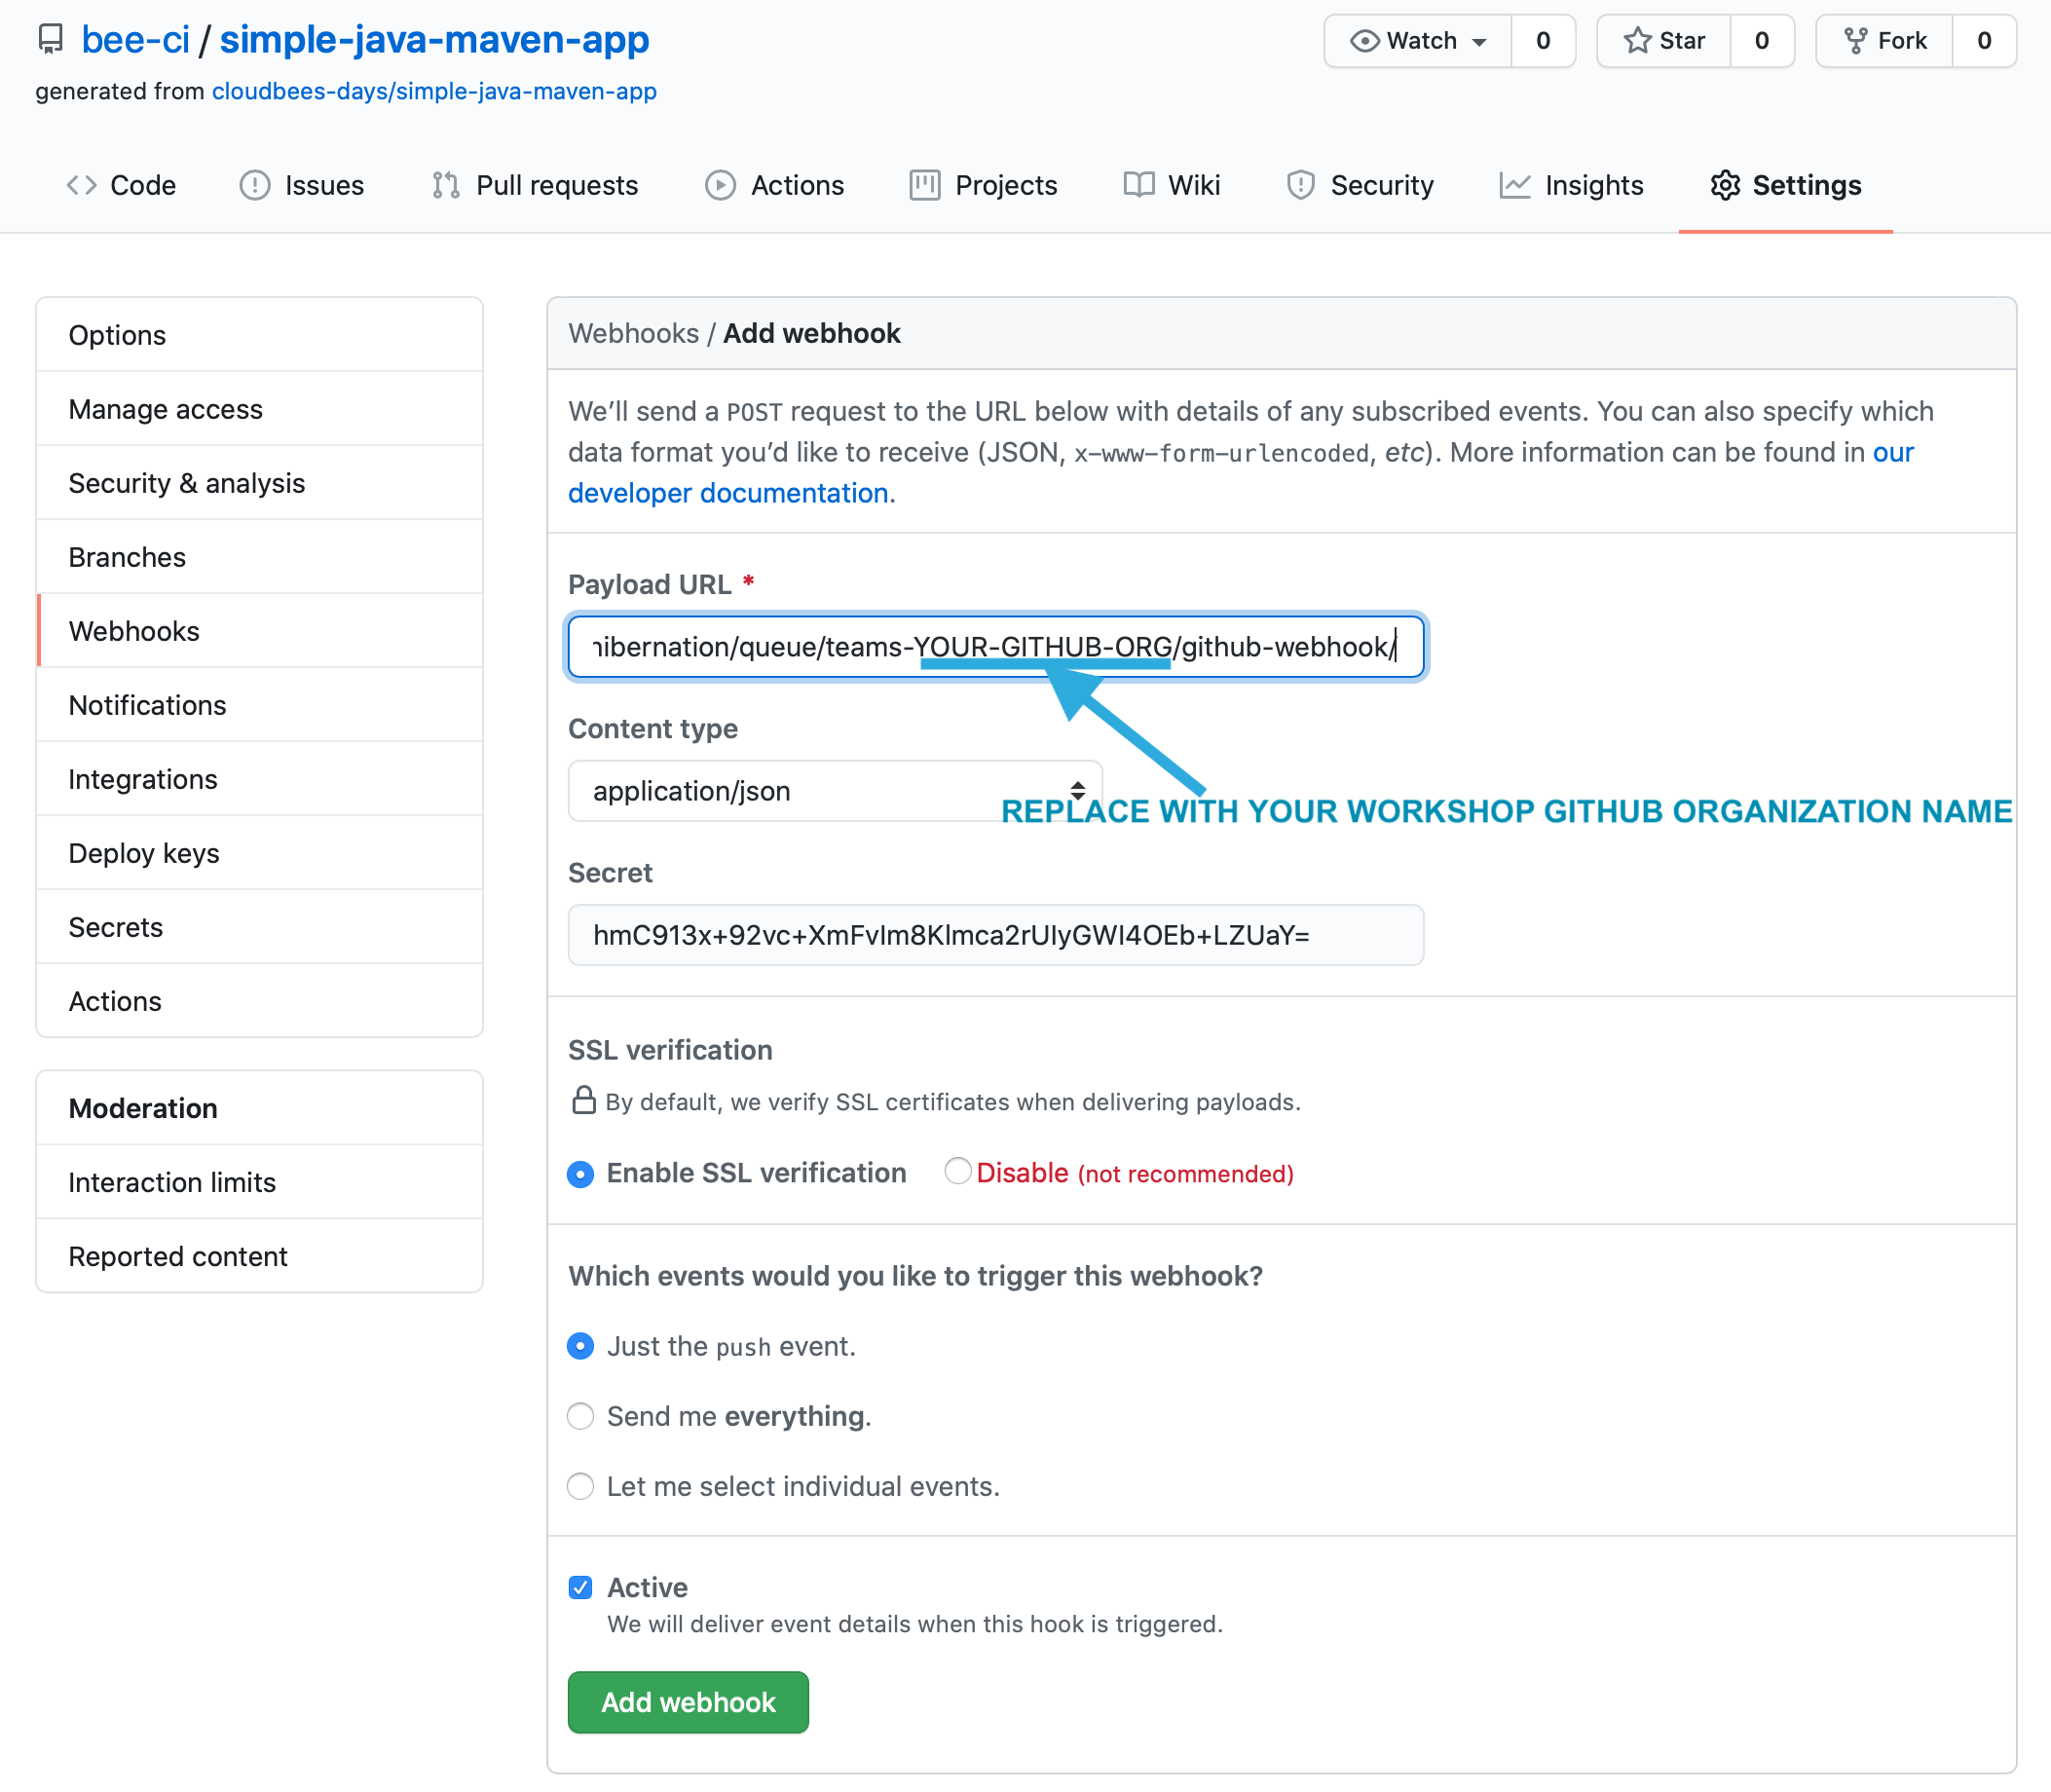 bee-ci / simple-java-maven-app
Watch 0 Star 0 Fork 0
generated from cloudbees-days/simple-java-maven-app
Code Issues Pull requests Actions Projects Wiki Security Insights Settings
Options
Manage access
Security & analysis
Branches
Webhooks
Notifications
Integrations
Deploy keys
Secrets
Actions
Moderation
Interaction limits
Reported content
Webhooks / Add webhook
We’ll send a POST request to the URL below with details of any subscribed events. You can also specify which
data format you’d like to receive (JSON, x-www-form-urlencoded, etc). More information can be found in our
developer documentation.
Payload URL *
hibernation/queue/teams-YOUR-GITHUB-ORG/github-webhook/
Content type
application/json
REPLACE WITH YOUR WORKSHOP GITHUB ORGANIZATION NAME
Secret
hmC913x+92vc+XmFvIm8Klmca2rUIyGWI4OEb+LZUaY=
SSL verification
By default, we verify SSL certificates when delivering payloads.
Enable SSL verification Disable (not recommended)
Which events would you like to trigger this webhook?
Just the push event.
Send me everything.
Let me select individual events.
Active
We will deliver event details when this hook is triggered.
Add webhook